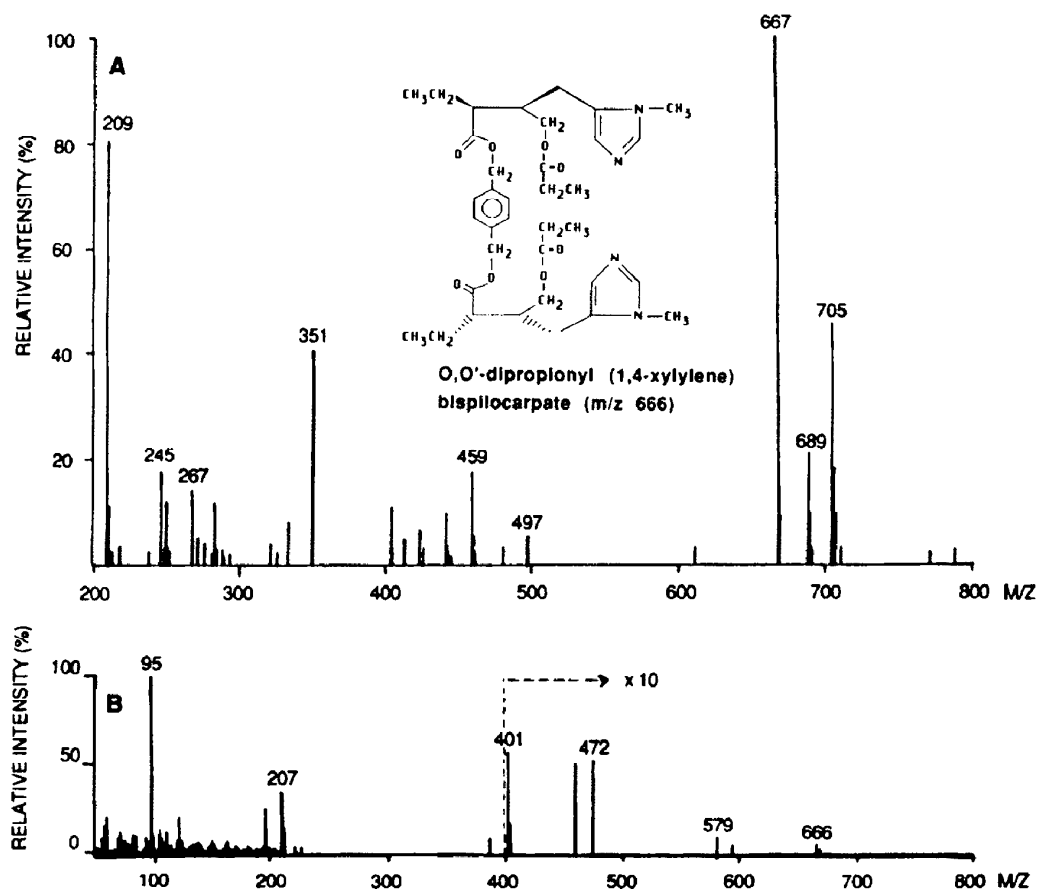 A
RELATIVE INTENSITY (%)
100
80
60
40
20
209
245
267
351
459
497
667
689
705
CH3CH2
O
O
CH2
CH2
O
C=O
CH2CH3
N
CH3
N
CH2CH3
C=O
O
CH2
CH2
O
O
CH3CH2
N
N
CH3
O,O'-dipropionyl (1,4-xylylene)
bispilocarpate (m/z 666)
200 300 400 500 600 700 800 M/Z
B
RELATIVE INTENSITY (%)
100
50
0
95
207
401
472
579
666
x 10
100 200 300 400 500 600 700 800 M/Z